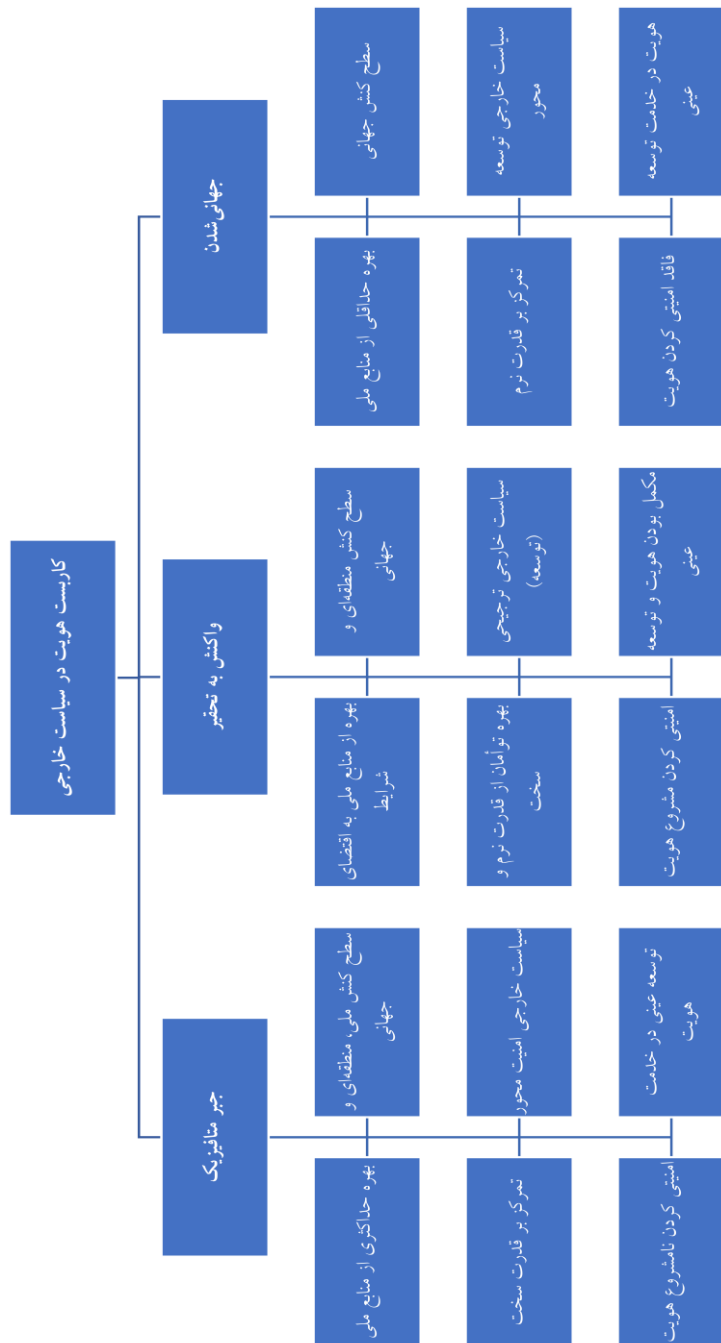 کاربست هویت در سیاست خارجی
جهانی‌شدن
واکنش به تحقیر
جبر متافیزیک
سطح کنش جهانی
بهره حداقلی از منابع ملی
سطح کنش منطقه‌ای و
جهانی
بهره از منابع ملی به اقتضای
شرایط
سطح کنش ملی، منطقه‌ای و
جهانی
بهره حداکثری از منابع ملی
سیاست خارجی توسعه
محور
تمرکز بر قدرت نرم
سیاست خارجی ترجیحی
(توسعه)
بهره توأمان از قدرت نرم و
سخت
سیاست خارجی امنیت محور
تمرکز بر قدرت سخت
هویت در خدمت توسعه
عینی
فاقد امنیتی کردن هویت
مکمل بودن هویت و توسعه
عینی
امنیتی کردن مشروع هویت
توسعه عینی در خدمت
هویت
امنیتی کردن نامشروع هویت